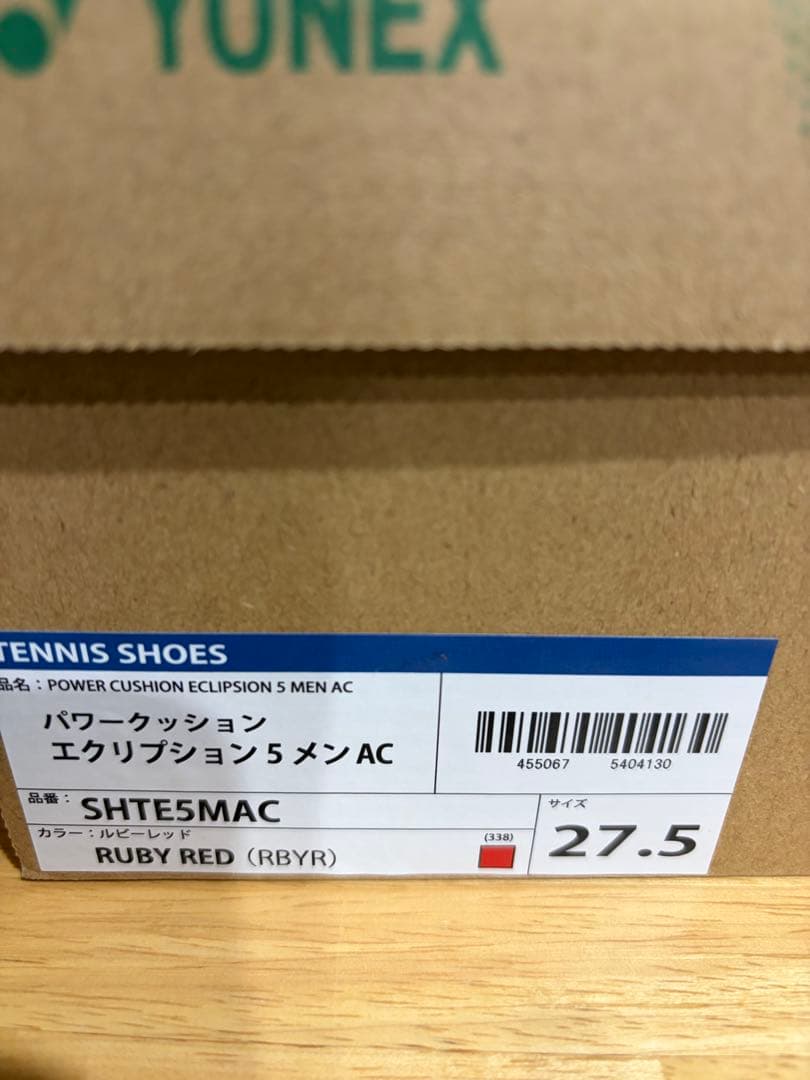 YONEX
TENNIS SHOES
品名：POWER CUSHION ECLIPSION 5 MEN AC
パワークッション
エクリプション 5 メン AC
455067 5404130
品番：
SHTE5MAC
サイズ
27.5
カラー：ルビーレッド
RUBY RED（RBYR）
(338)